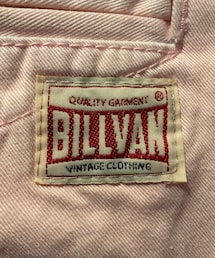 QUALITY GARMENT ®
BILLVAN
VINTAGE CLOTHING